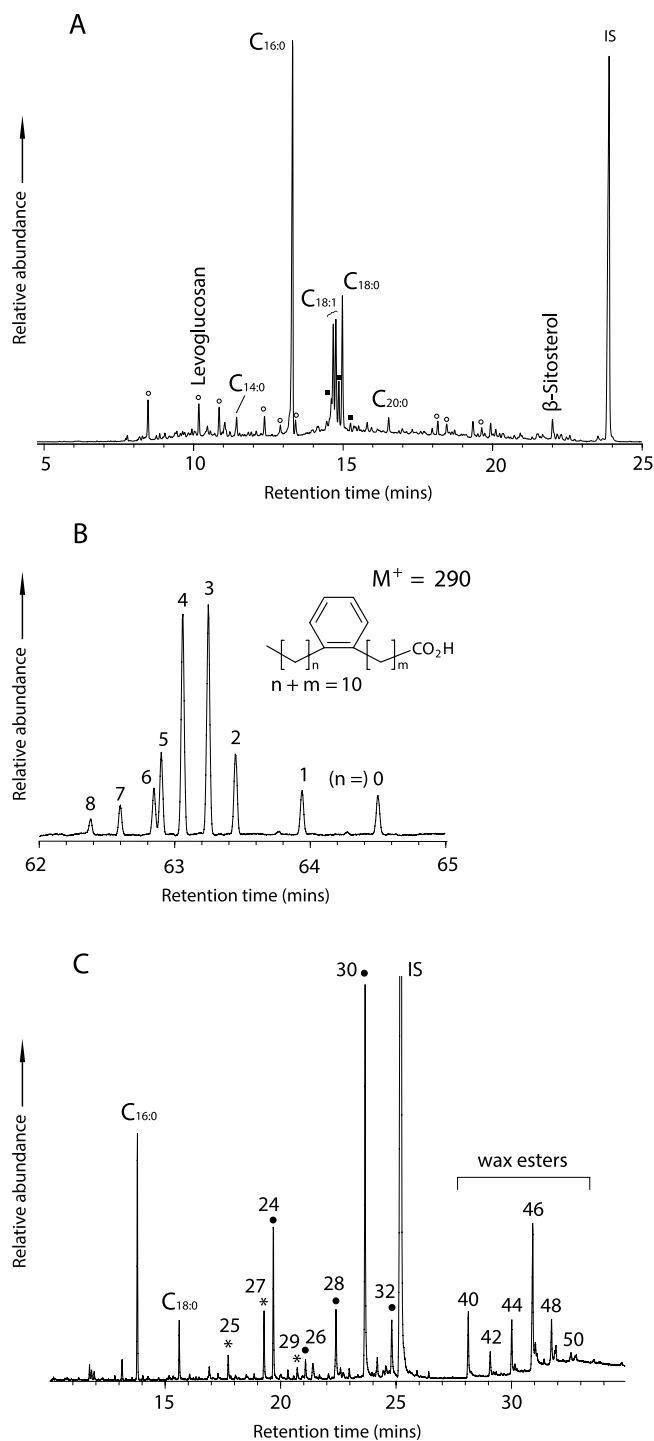 A
C16:0
IS
Relative abundance
Levoglucosan
C14:0
C18:1
C18:0
C20:0
β-Sitosterol
5 10 15 20 25
Retention time (mins)
B
M+ = 290
CO2H
n m
n + m = 10
Relative abundance
8 7 6 5 4 3 2 1 (n =) 0
62 63 64 65
Retention time (mins)
C
30 IS
Relative abundance
C16:0
C18:0
25 * 27 * 24 29 * 26 28 32
wax esters
40 42 44 46 48 50
15 20 25 30
Retention time (mins)